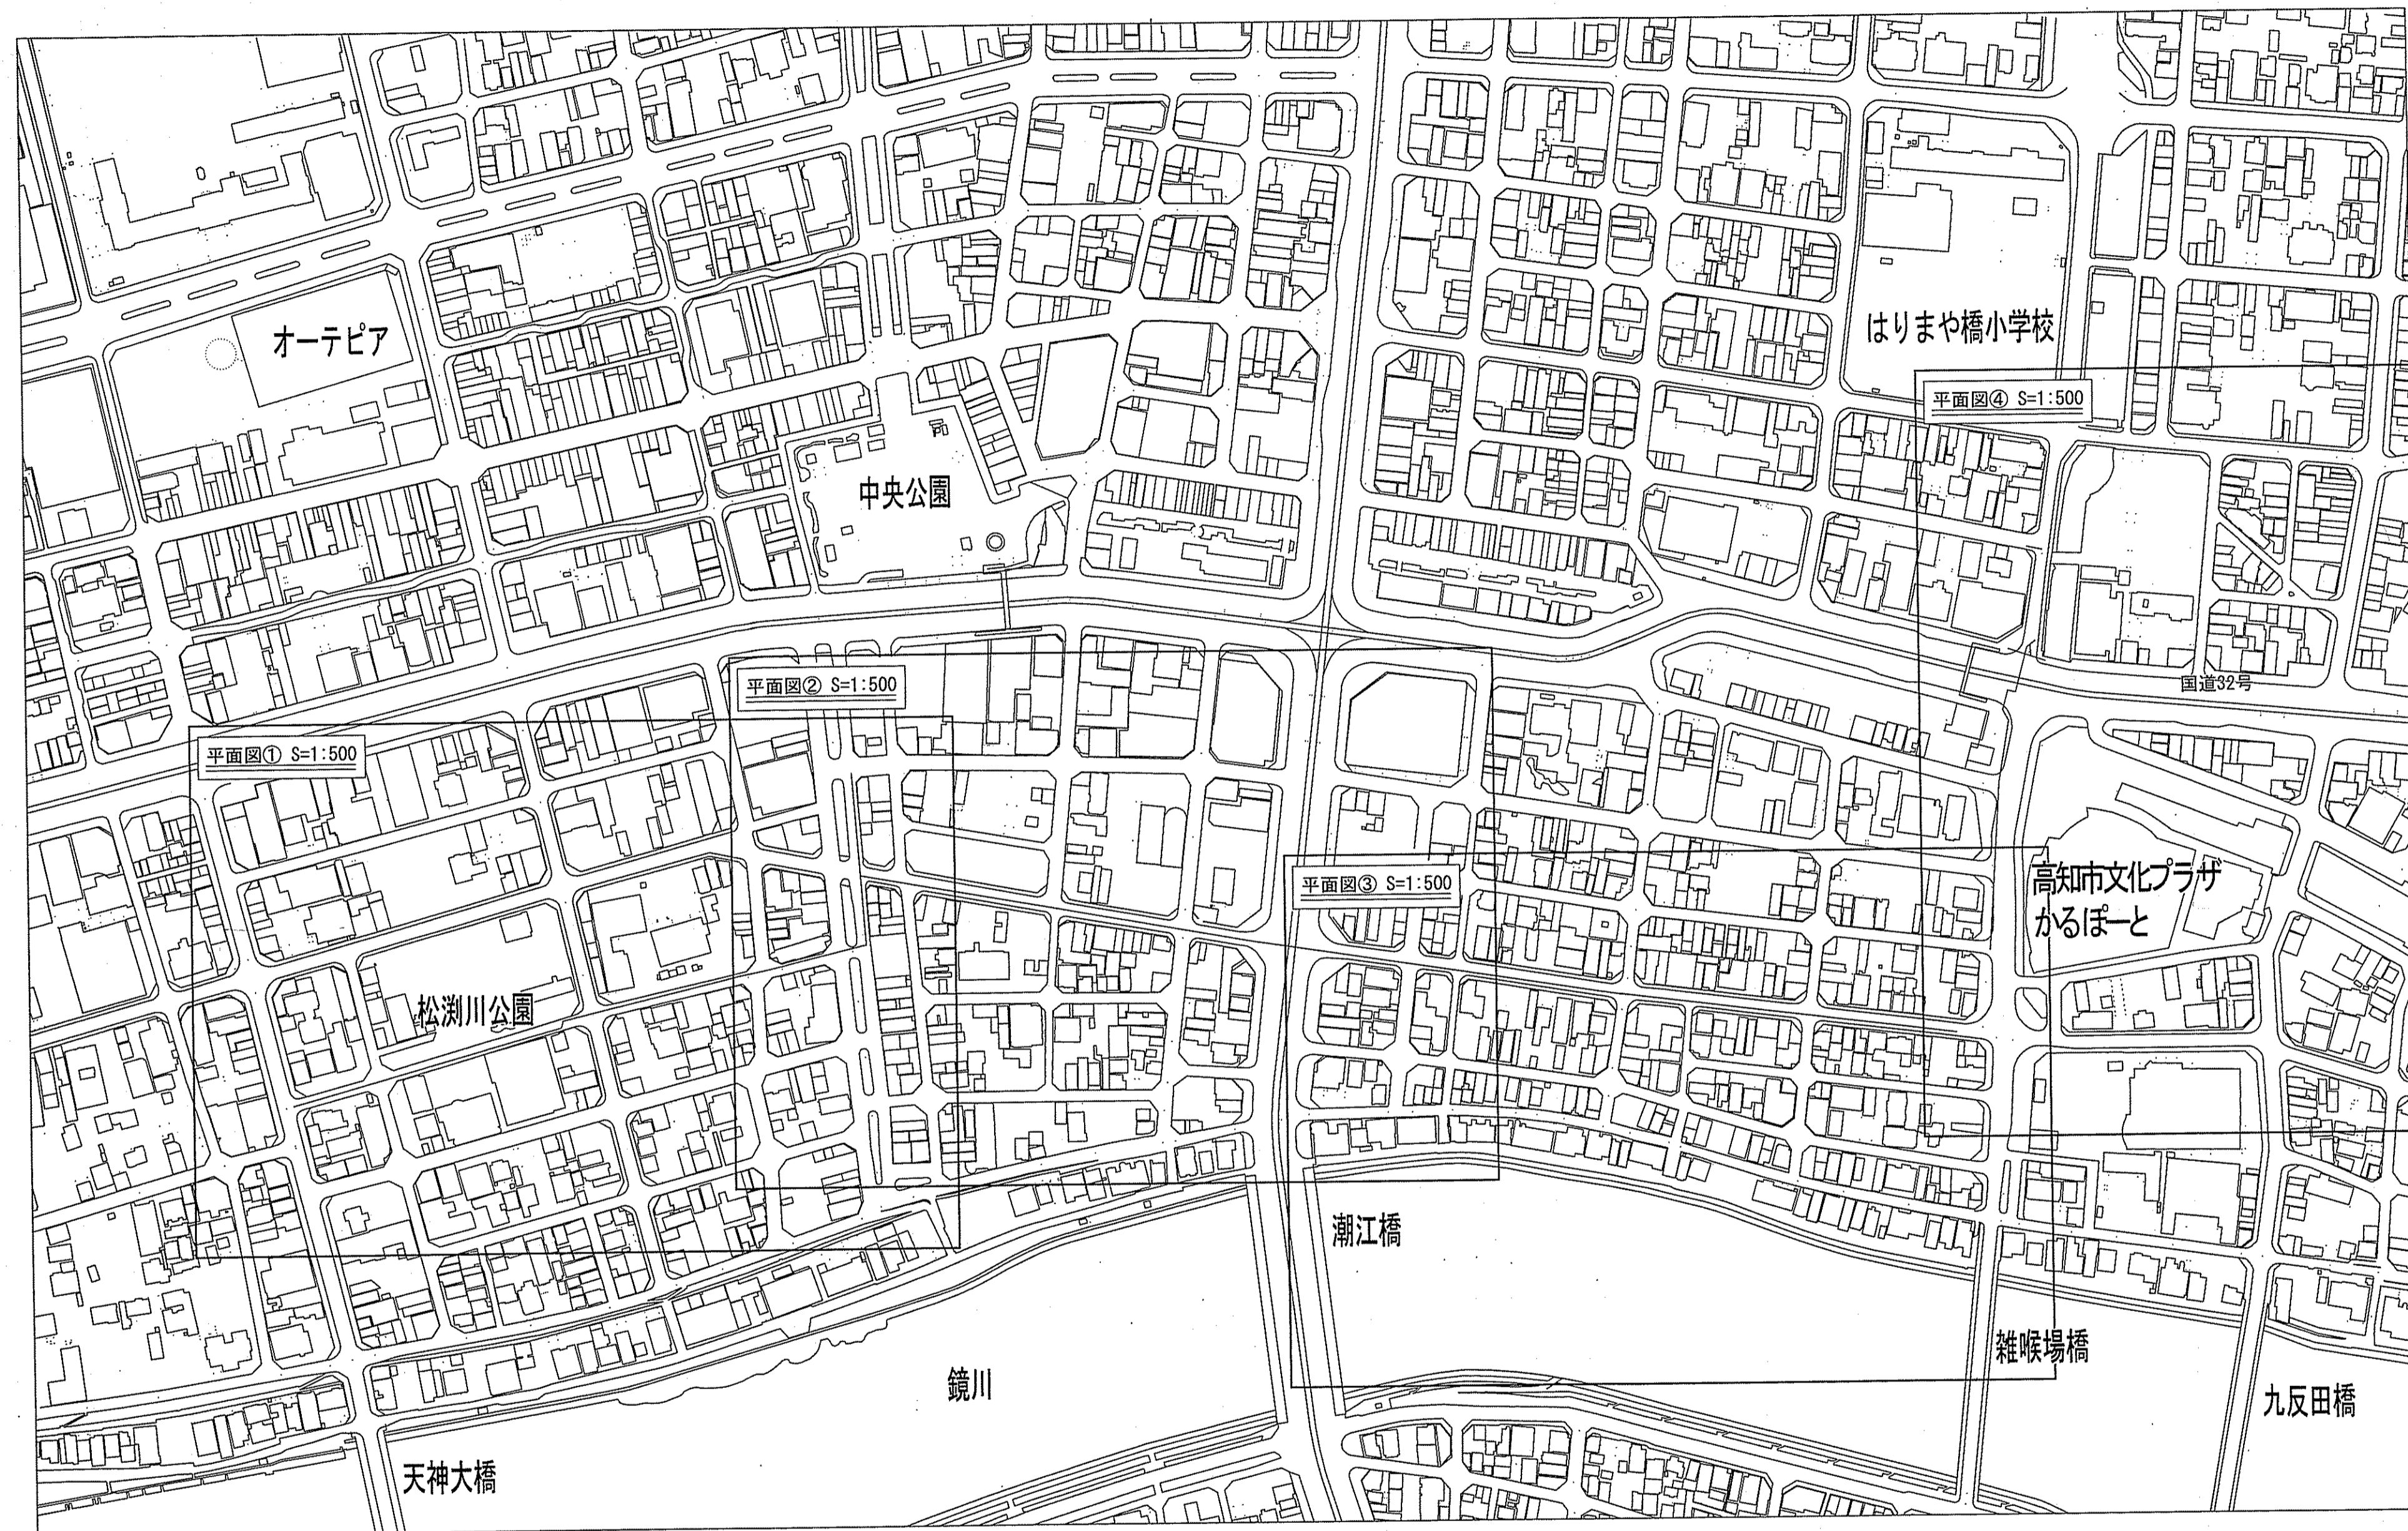 オーテピア
はりまや橋小学校
平面図④ S=1:500
中央公園
国道32号
平面図② S=1:500
平面図① S=1:500
平面図③ S=1:500
高知市文化プラザ
かるぽーと
松渕川公園
潮江橋
雑喉場橋
鏡川
九反田橋
天神大橋